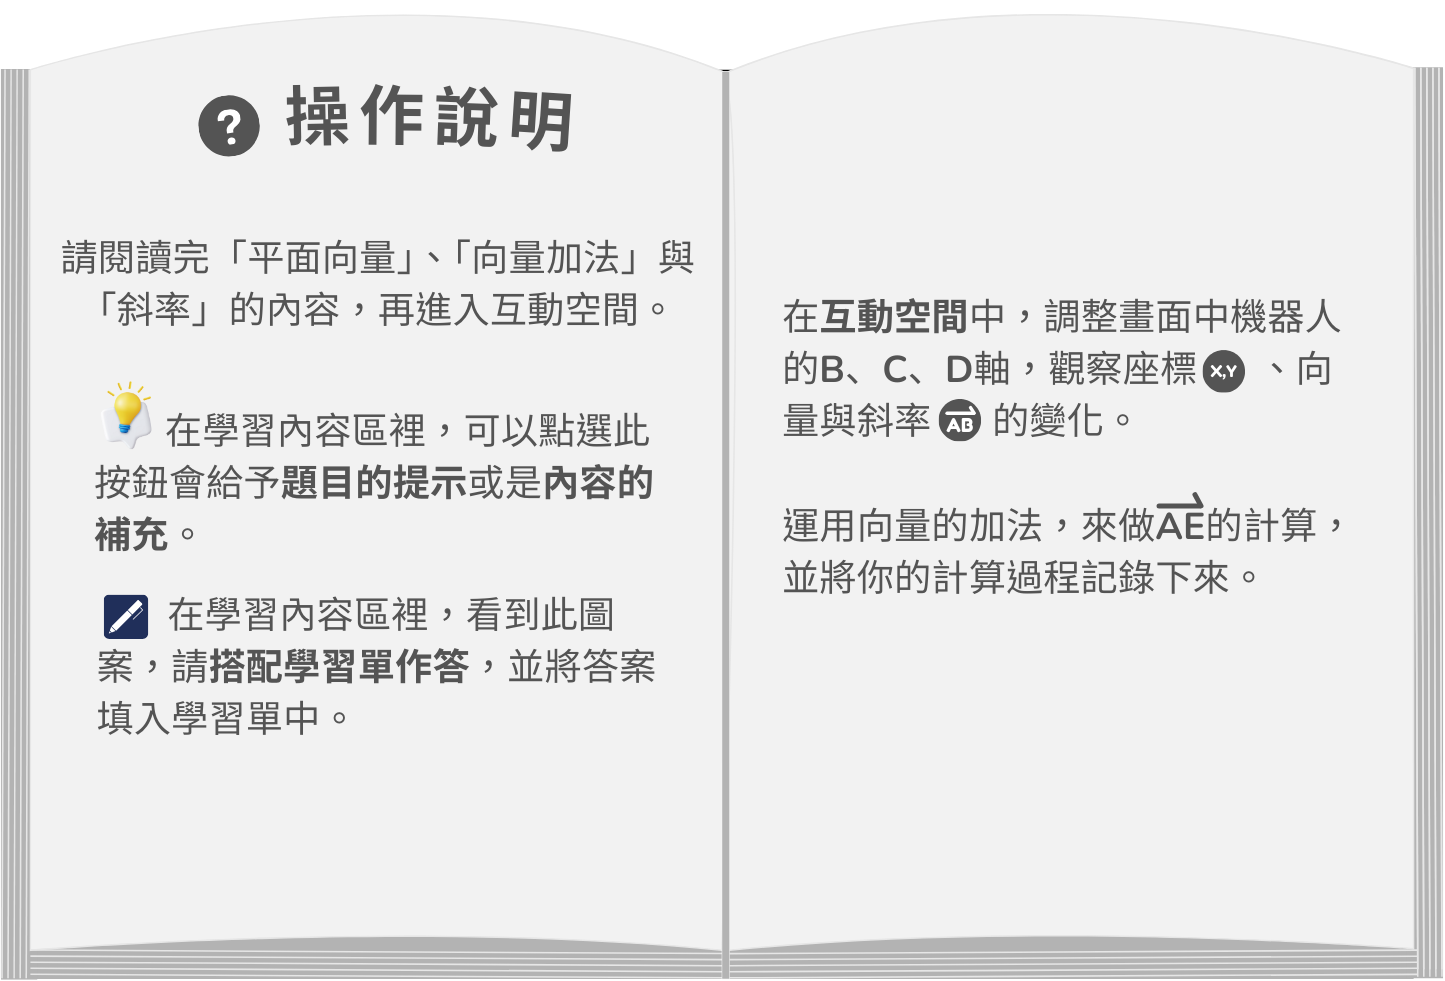 ? 操作說明
請閱讀完「平面向量」、「向量加法」與
「斜率」的內容，再進入互動空間。
在學習內容區裡，可以點選此
按鈕會給予題目的提示或是內容的
補充。
在學習內容區裡，看到此圖
案，請搭配學習單作答，並將答案
填入學習單中。
在互動空間中，調整畫面中機器人
的B、C、D軸，觀察座標 X,Y 、向
量與斜率 AB 的變化。
運用向量的加法，來做AE的計算，
並將你的計算過程記錄下來。